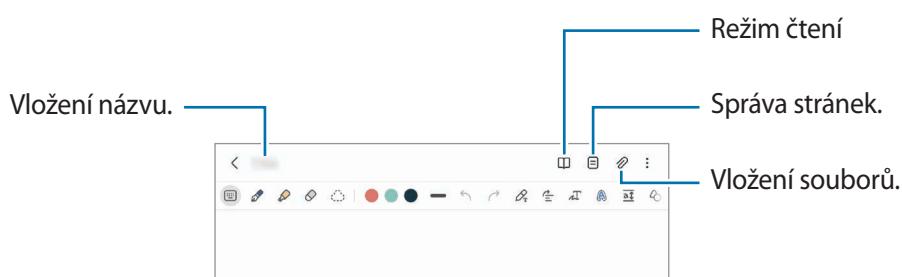 Režim čtení
Vložení názvu.
Správa stránek.
Vložení souborů.